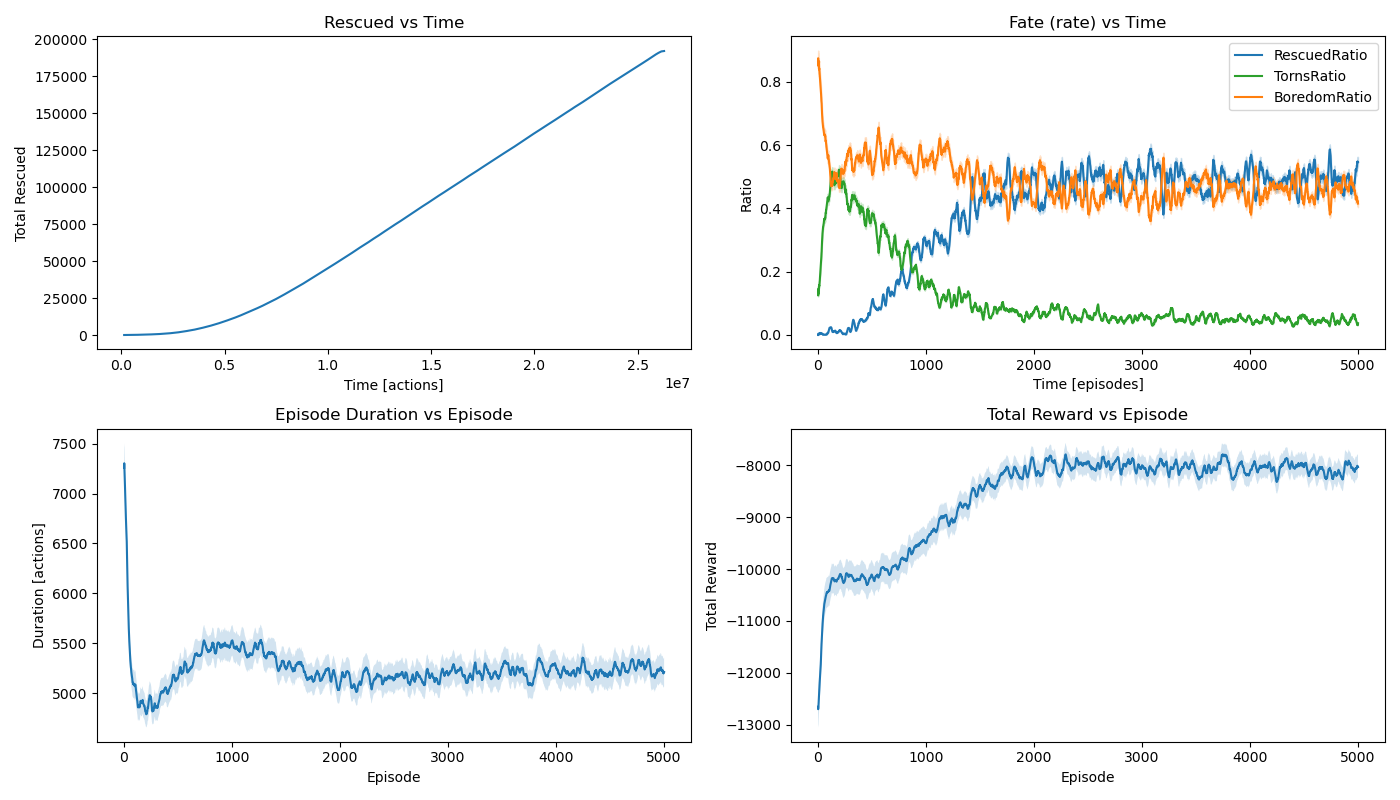 Rescued vs Time
200000
175000
150000
125000
100000
75000
50000
25000
0
Total Rescued
0.0 0.5 1.0 1.5 2.0 2.5
1e7
Time [actions]
Fate (rate) vs Time
RescuedRatio
TornsRatio
BoredomRatio
0.8
0.6
0.4
0.2
0.0
Ratio
0 1000 2000 3000 4000 5000
Time [episodes]
Episode Duration vs Episode
7500
7000
6500
6000
5500
5000
Duration [actions]
0 1000 2000 3000 4000 5000
Episode
Total Reward vs Episode
−8000
−9000
−10000
−11000
−12000
−13000
Total Reward
0 1000 2000 3000 4000 5000
Episode